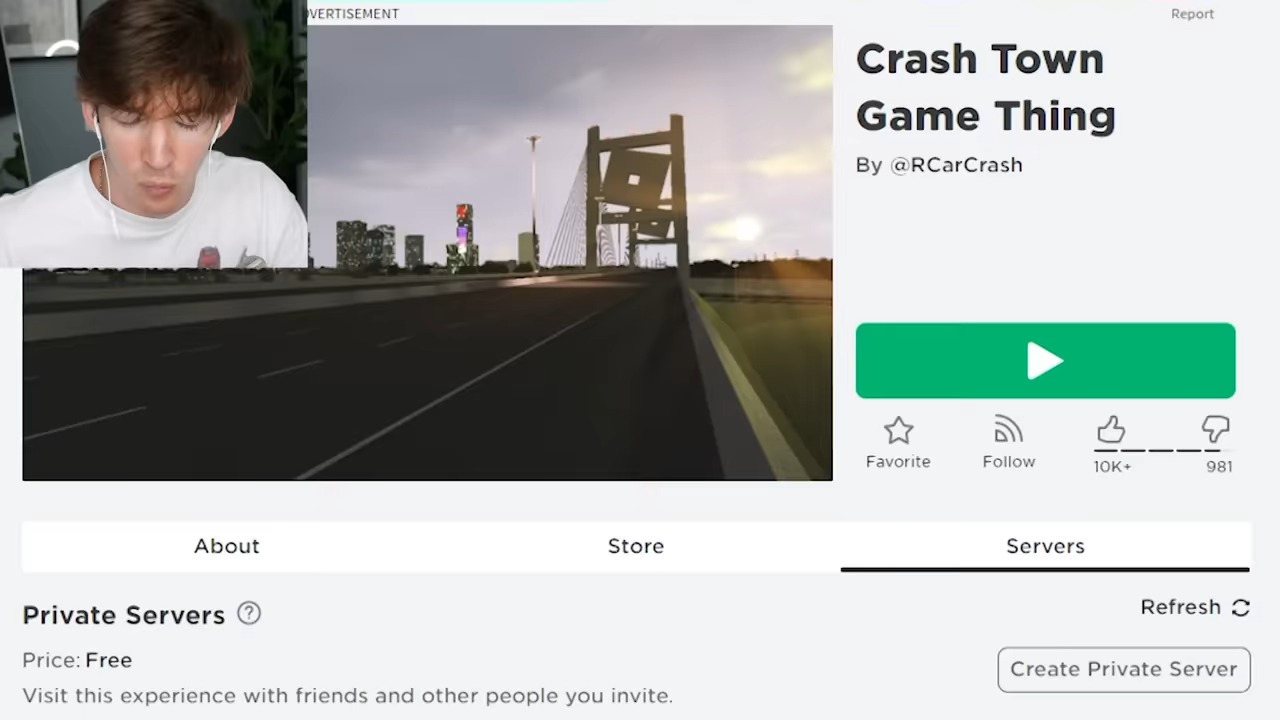 VERTISEMENT
Report
Crash Town
Game Thing
By @RCarCrash
Favorite
Follow
10K+
981
About
Store
Servers
Private Servers
Refresh
Price: Free
Create Private Server
Visit this experience with friends and other people you invite.